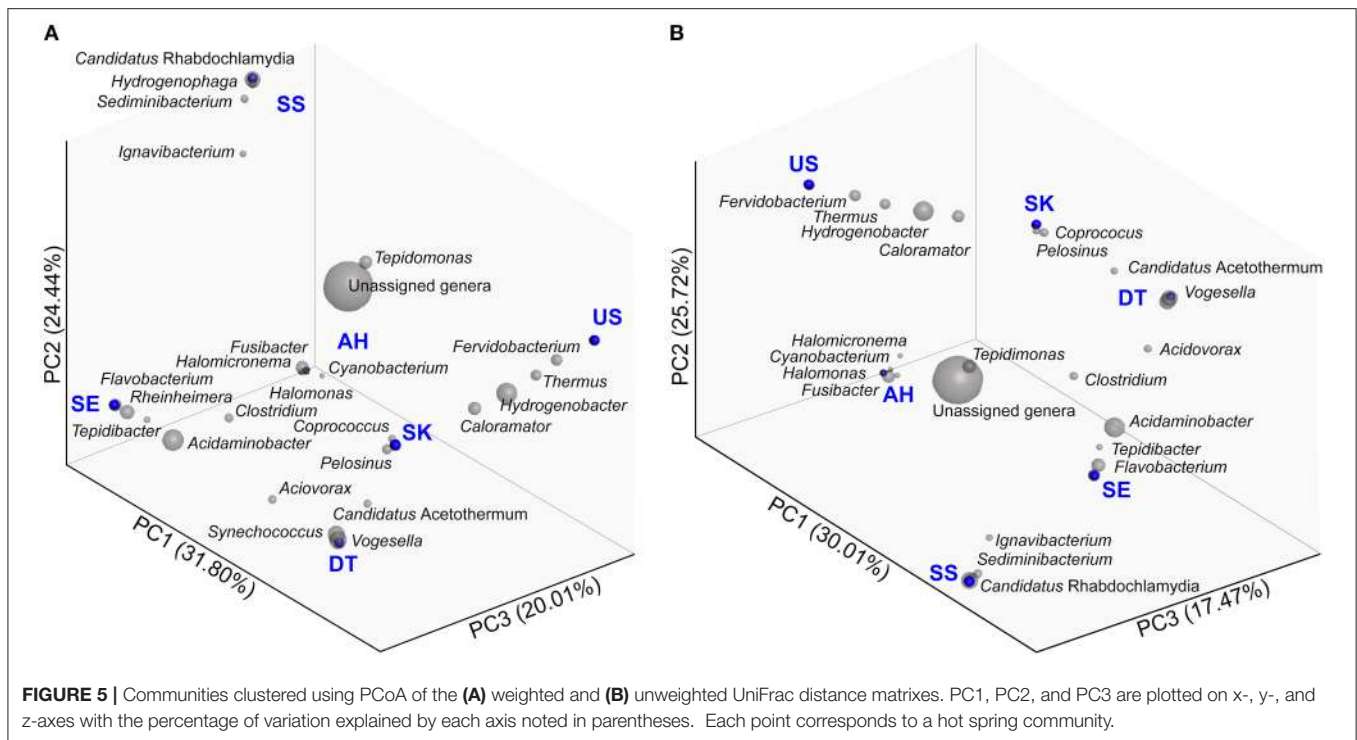 A
Candidatus Rhabdochlamydia
Hydrogenophaga
Sediminibacterium
SS
Ignavibacterium
PC2 (24.44%)
Tepidomonas
Unassigned genera
US
AH
Fusibacter
Halomicronema
Cyanobacterium
Fervidobacterium
Flavobacterium
Rheinheimera
Halomonas
Thermus
SE
Clostridium
Hydrogenobacter
Tepidibacter
Coprococcus
SK
Caloramator
Acidaminobacter
Pelosinus
Aciovorax
Candidatus Acetothermum
Synechococcus
Vogesella
DT
PC1 (31.80%)
PC3 (20.01%)
B
US
Fervidobacterium
Thermus
Hydrogenobacter
Caloramator
SK
Coprococus
Pelosinus
Candidatus Acetothermum
DT
Vogesella
PC2 (25.72%)
Halomicronema
Cyanobacterium
Halomonas
Fusibacter
AH
Tepidimonas
Unassigned genera
Acidovorax
Clostridium
Acidaminobacter
Tepidibacter
Flavobacterium
SE
Ignavibacterium
Sediminibacterium
SS
Candidatus Rhabdochlamydia
PC1 (30.01%)
PC3 (17.47%)
FIGURE 5 | Communities clustered using PCoA of the (A) weighted and (B) unweighted UniFrac distance matrixes. PC1, PC2, and PC3 are plotted on x-, y-, and
z-axes with the percentage of variation explained by each axis noted in parentheses. Each point corresponds to a hot spring community.